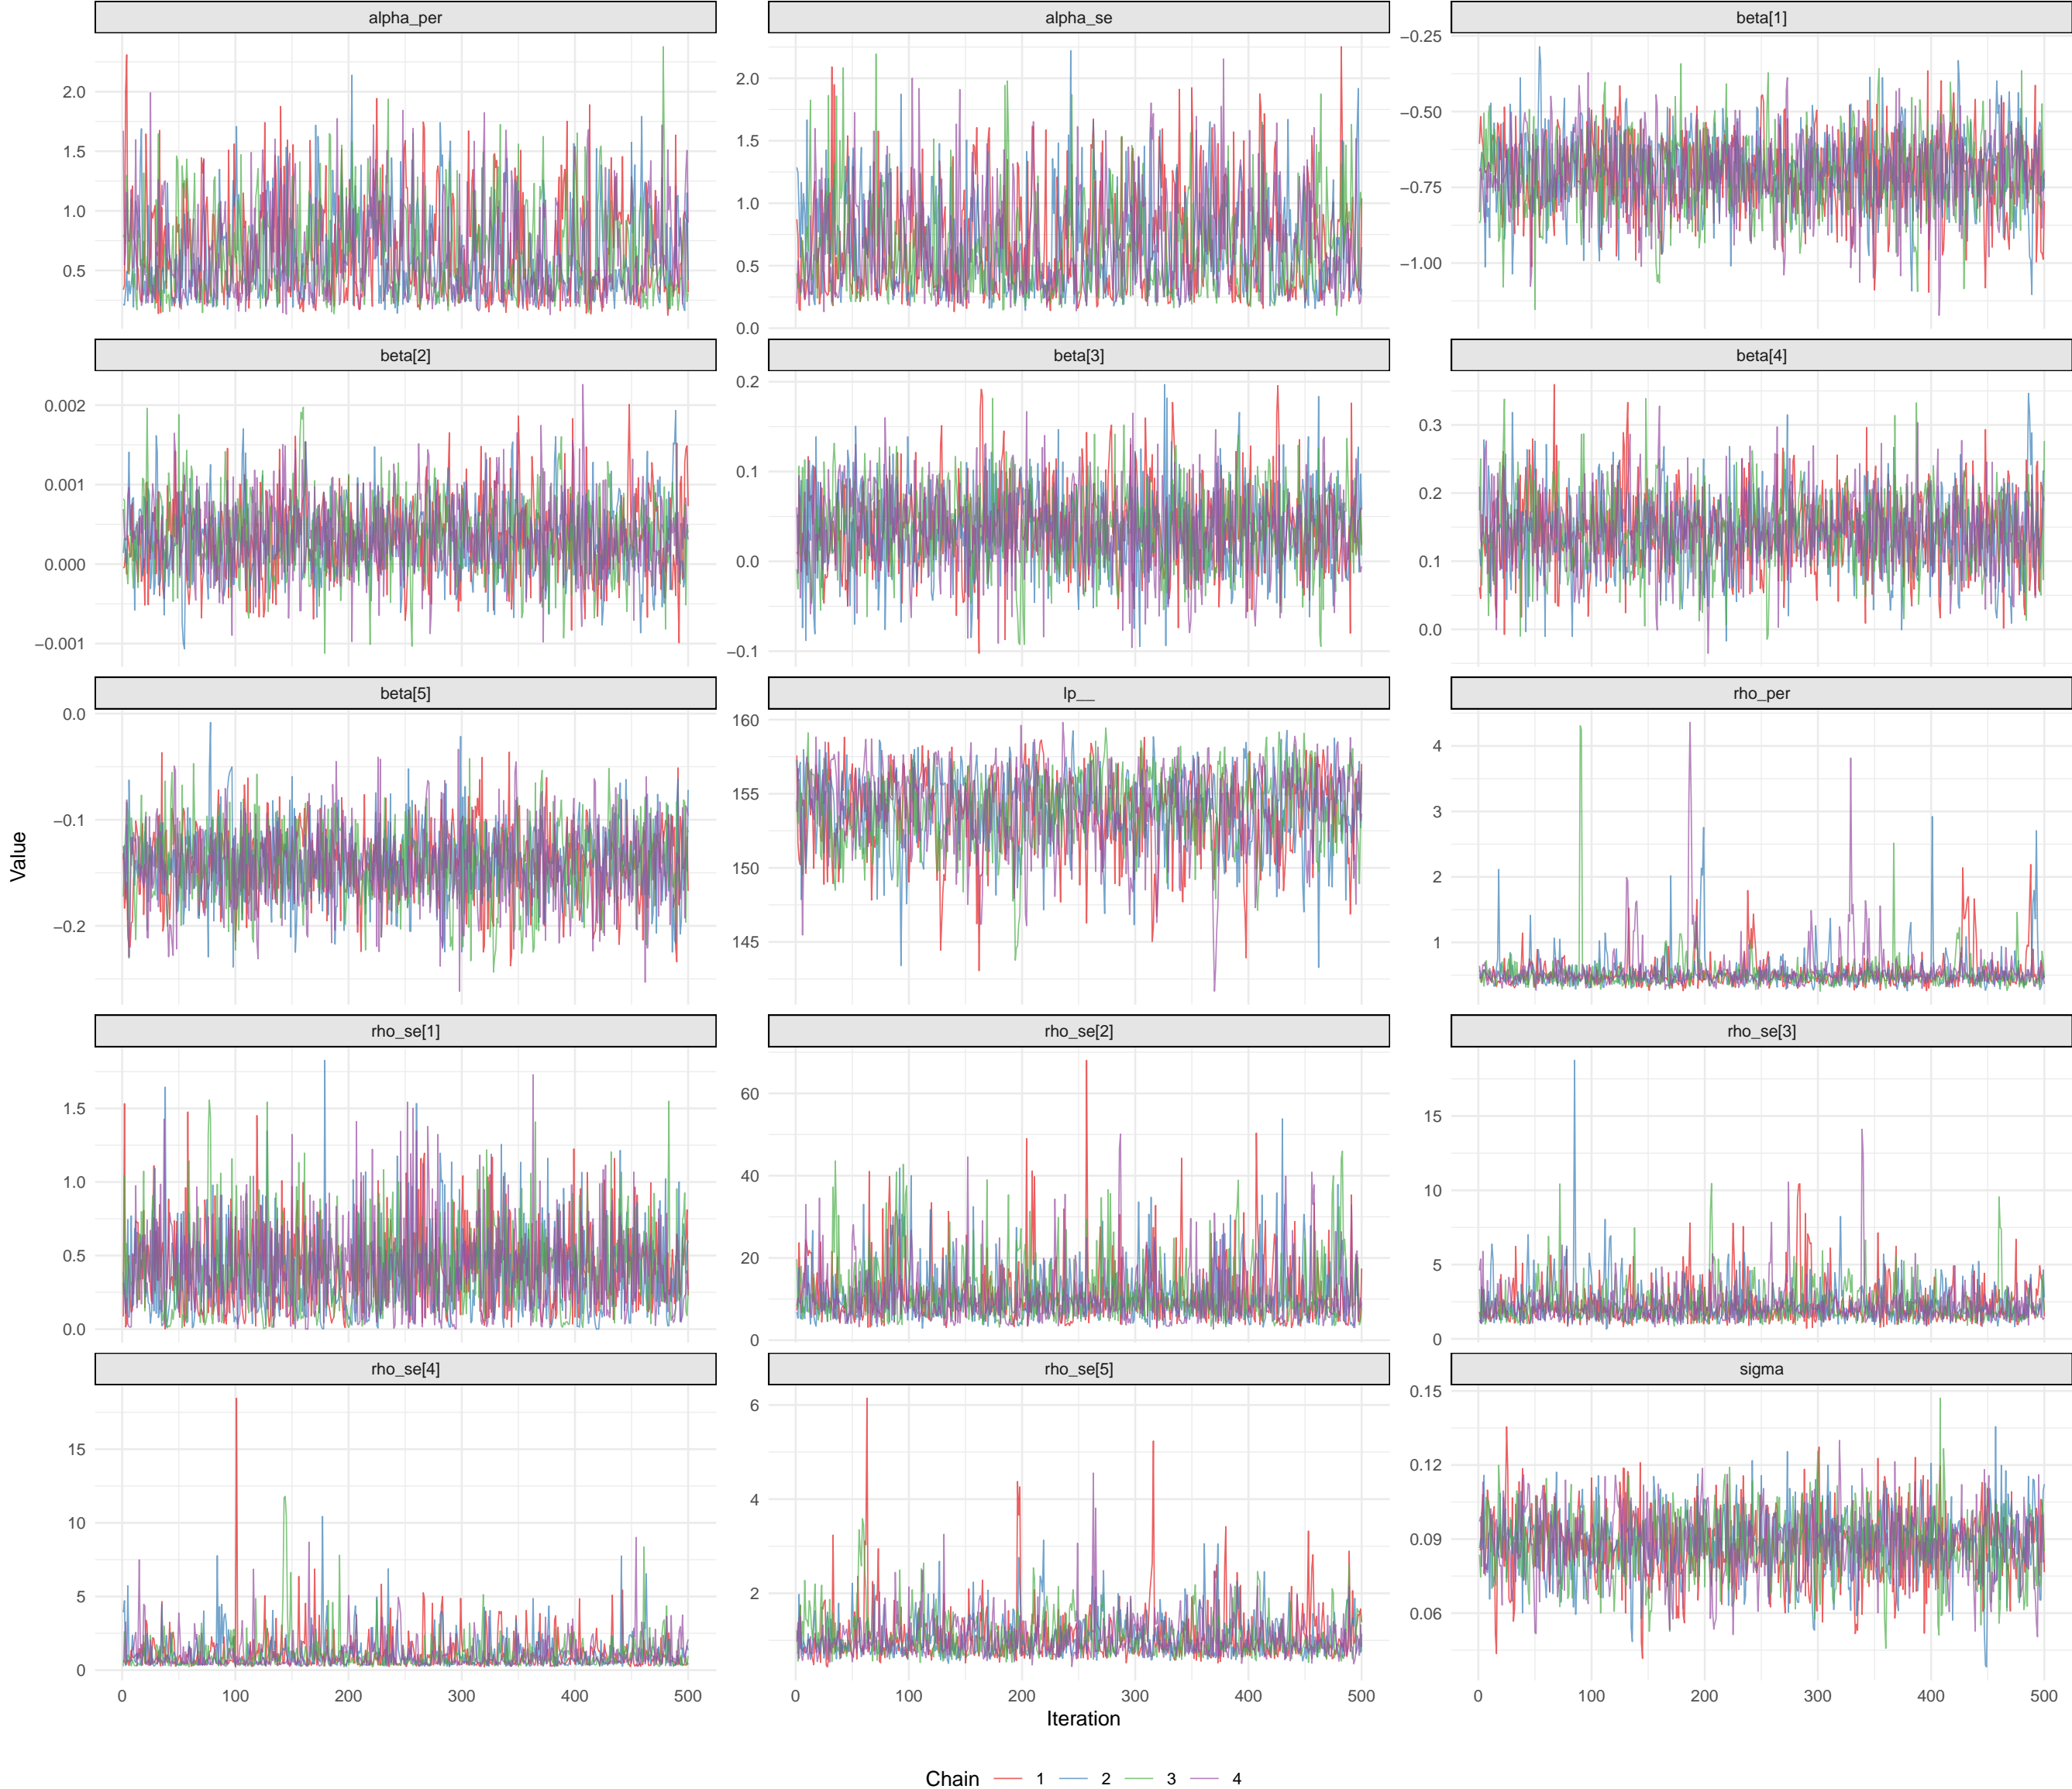 alpha_per
alpha_se
beta[1]
2.0
1.5
1.0
0.5
2.0
1.5
1.0
0.5
0.0
−0.25
−0.50
−0.75
−1.00
beta[2]
beta[3]
beta[4]
0.002
0.001
0.000
−0.001
0.2
0.1
0.0
−0.1
0.3
0.2
0.1
0.0
beta[5]
lp__
rho_per
0.0
−0.1
−0.2
160
155
150
145
4
3
2
1
rho_se[1]
rho_se[2]
rho_se[3]
1.5
1.0
0.5
0.0
60
40
20
0
15
10
5
0
rho_se[4]
rho_se[5]
sigma
15
10
5
0
6
4
2
0.15
0.12
0.09
0.06
0 100 200 300 400 500
0 100 200 300 400 500
0 100 200 300 400 500
Value
Iteration
Chain 1 2 3 4